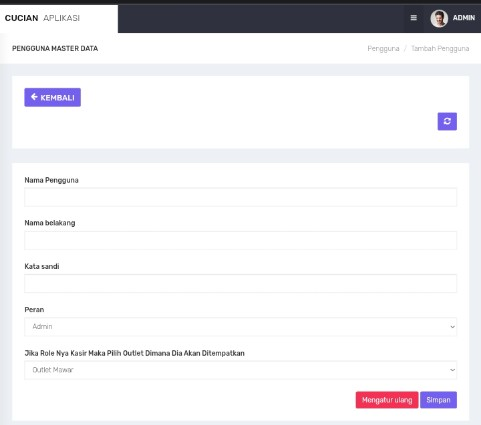 CUCIAN APLIKASI
ADMIN
PENGGUNA MASTER DATA
Pengguna / Tambah Pengguna
KEMBALI
Nama Pengguna
Nama belakang
Kata sandi
Peran
Admin
Jika Role Nya Kasir Maka Pilih Outlet Dimana Dia Akan Ditempatkan
Outlet Mawar
Mengatur ulang Simpan